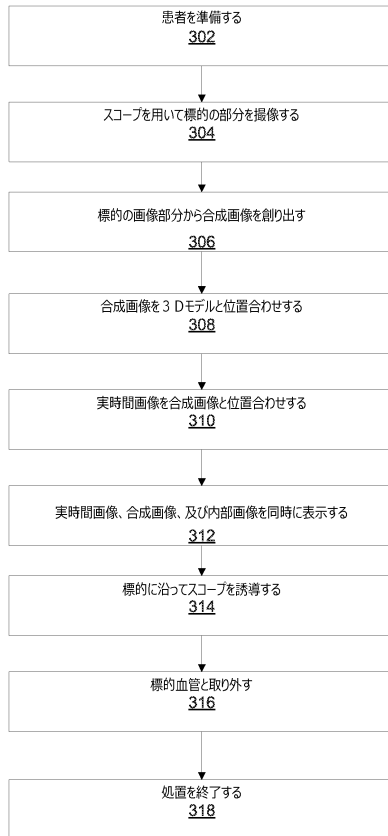 患者を準備する
302
スコープを用いて標的の部分を撮像する
304
標的の画像部分から合成画像を創り出す
306
合成画像を３Dモデルと位置合わせする
308
実時間画像を合成画像と位置合わせする
310
実時間画像、合成画像、及び内部画像を同時に表示する
312
標的に沿ってスコープを誘導する
314
標的血管と取り外す
316
処置を終了する
318